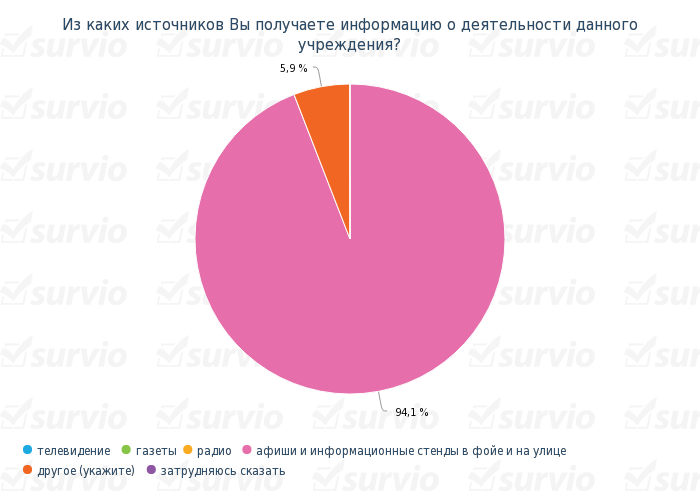 Из каких источников Вы получаете информацию о деятельности данного
учреждения?
5,9 %
94,1 %
телевидение газеты радио афиши и информационные стенды в фойе и на улице
другое (укажите) затрудняюсь сказать
survio